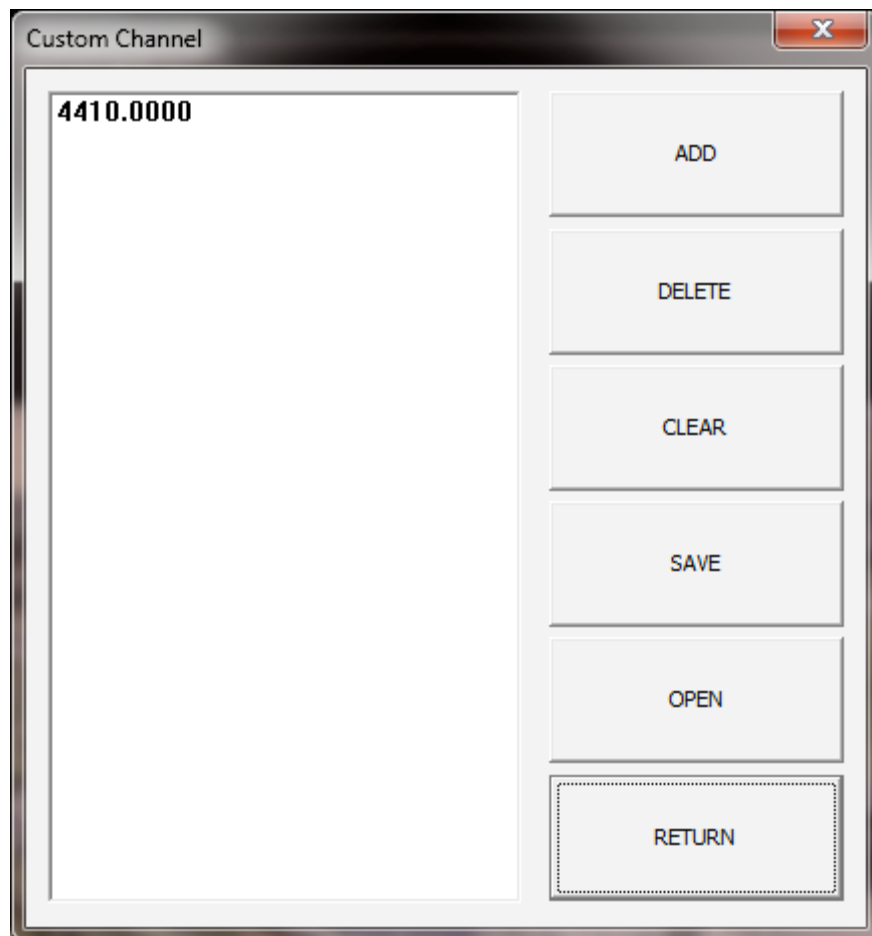 Custom Channel
4410.0000
ADD
DELETE
CLEAR
SAVE
OPEN
RETURN